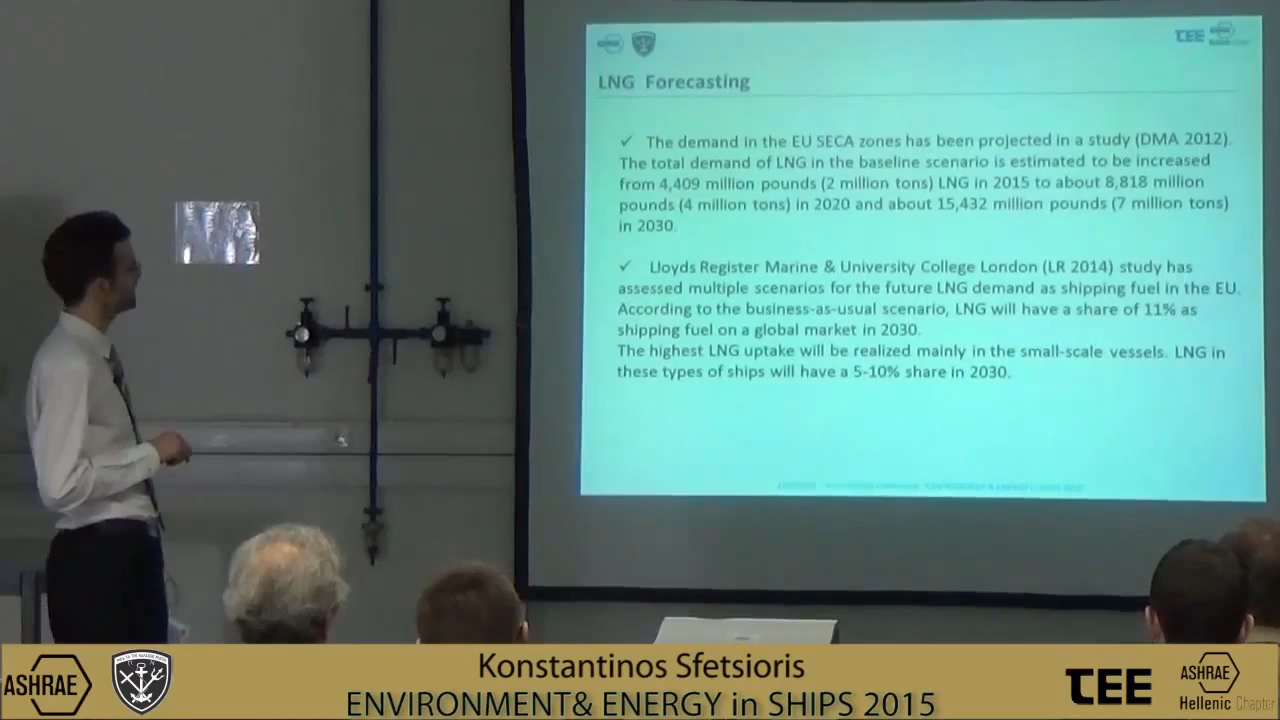 TEE
LNG Forecasting
✓ The demand in the EU SECA zones has been projected in a study (DMA 2012).
The total demand of LNG in the baseline scenario is estimated to be increased
from 4,409 million pounds (2 million tons) LNG in 2015 to about 8,818 million
pounds (4 million tons) in 2020 and about 15,432 million pounds (7 million tons)
in 2030.
✓ Lloyds Register Marine & University College London (LR 2014) study has
assessed multiple scenarios for the future LNG demand as shipping fuel in the EU.
According to the business-as-usual scenario, LNG will have a share of 11% as
shipping fuel on a global market in 2030.
The highest LNG uptake will be realized mainly in the small-scale vessels. LNG in
these types of ships will have a 5-10% share in 2030.
ASHRAE
Konstantinos Sfetsioris
ENVIRONMENT& ENERGY in SHIPS 2015
TEE
ASHRAE
Hellenic Chapter